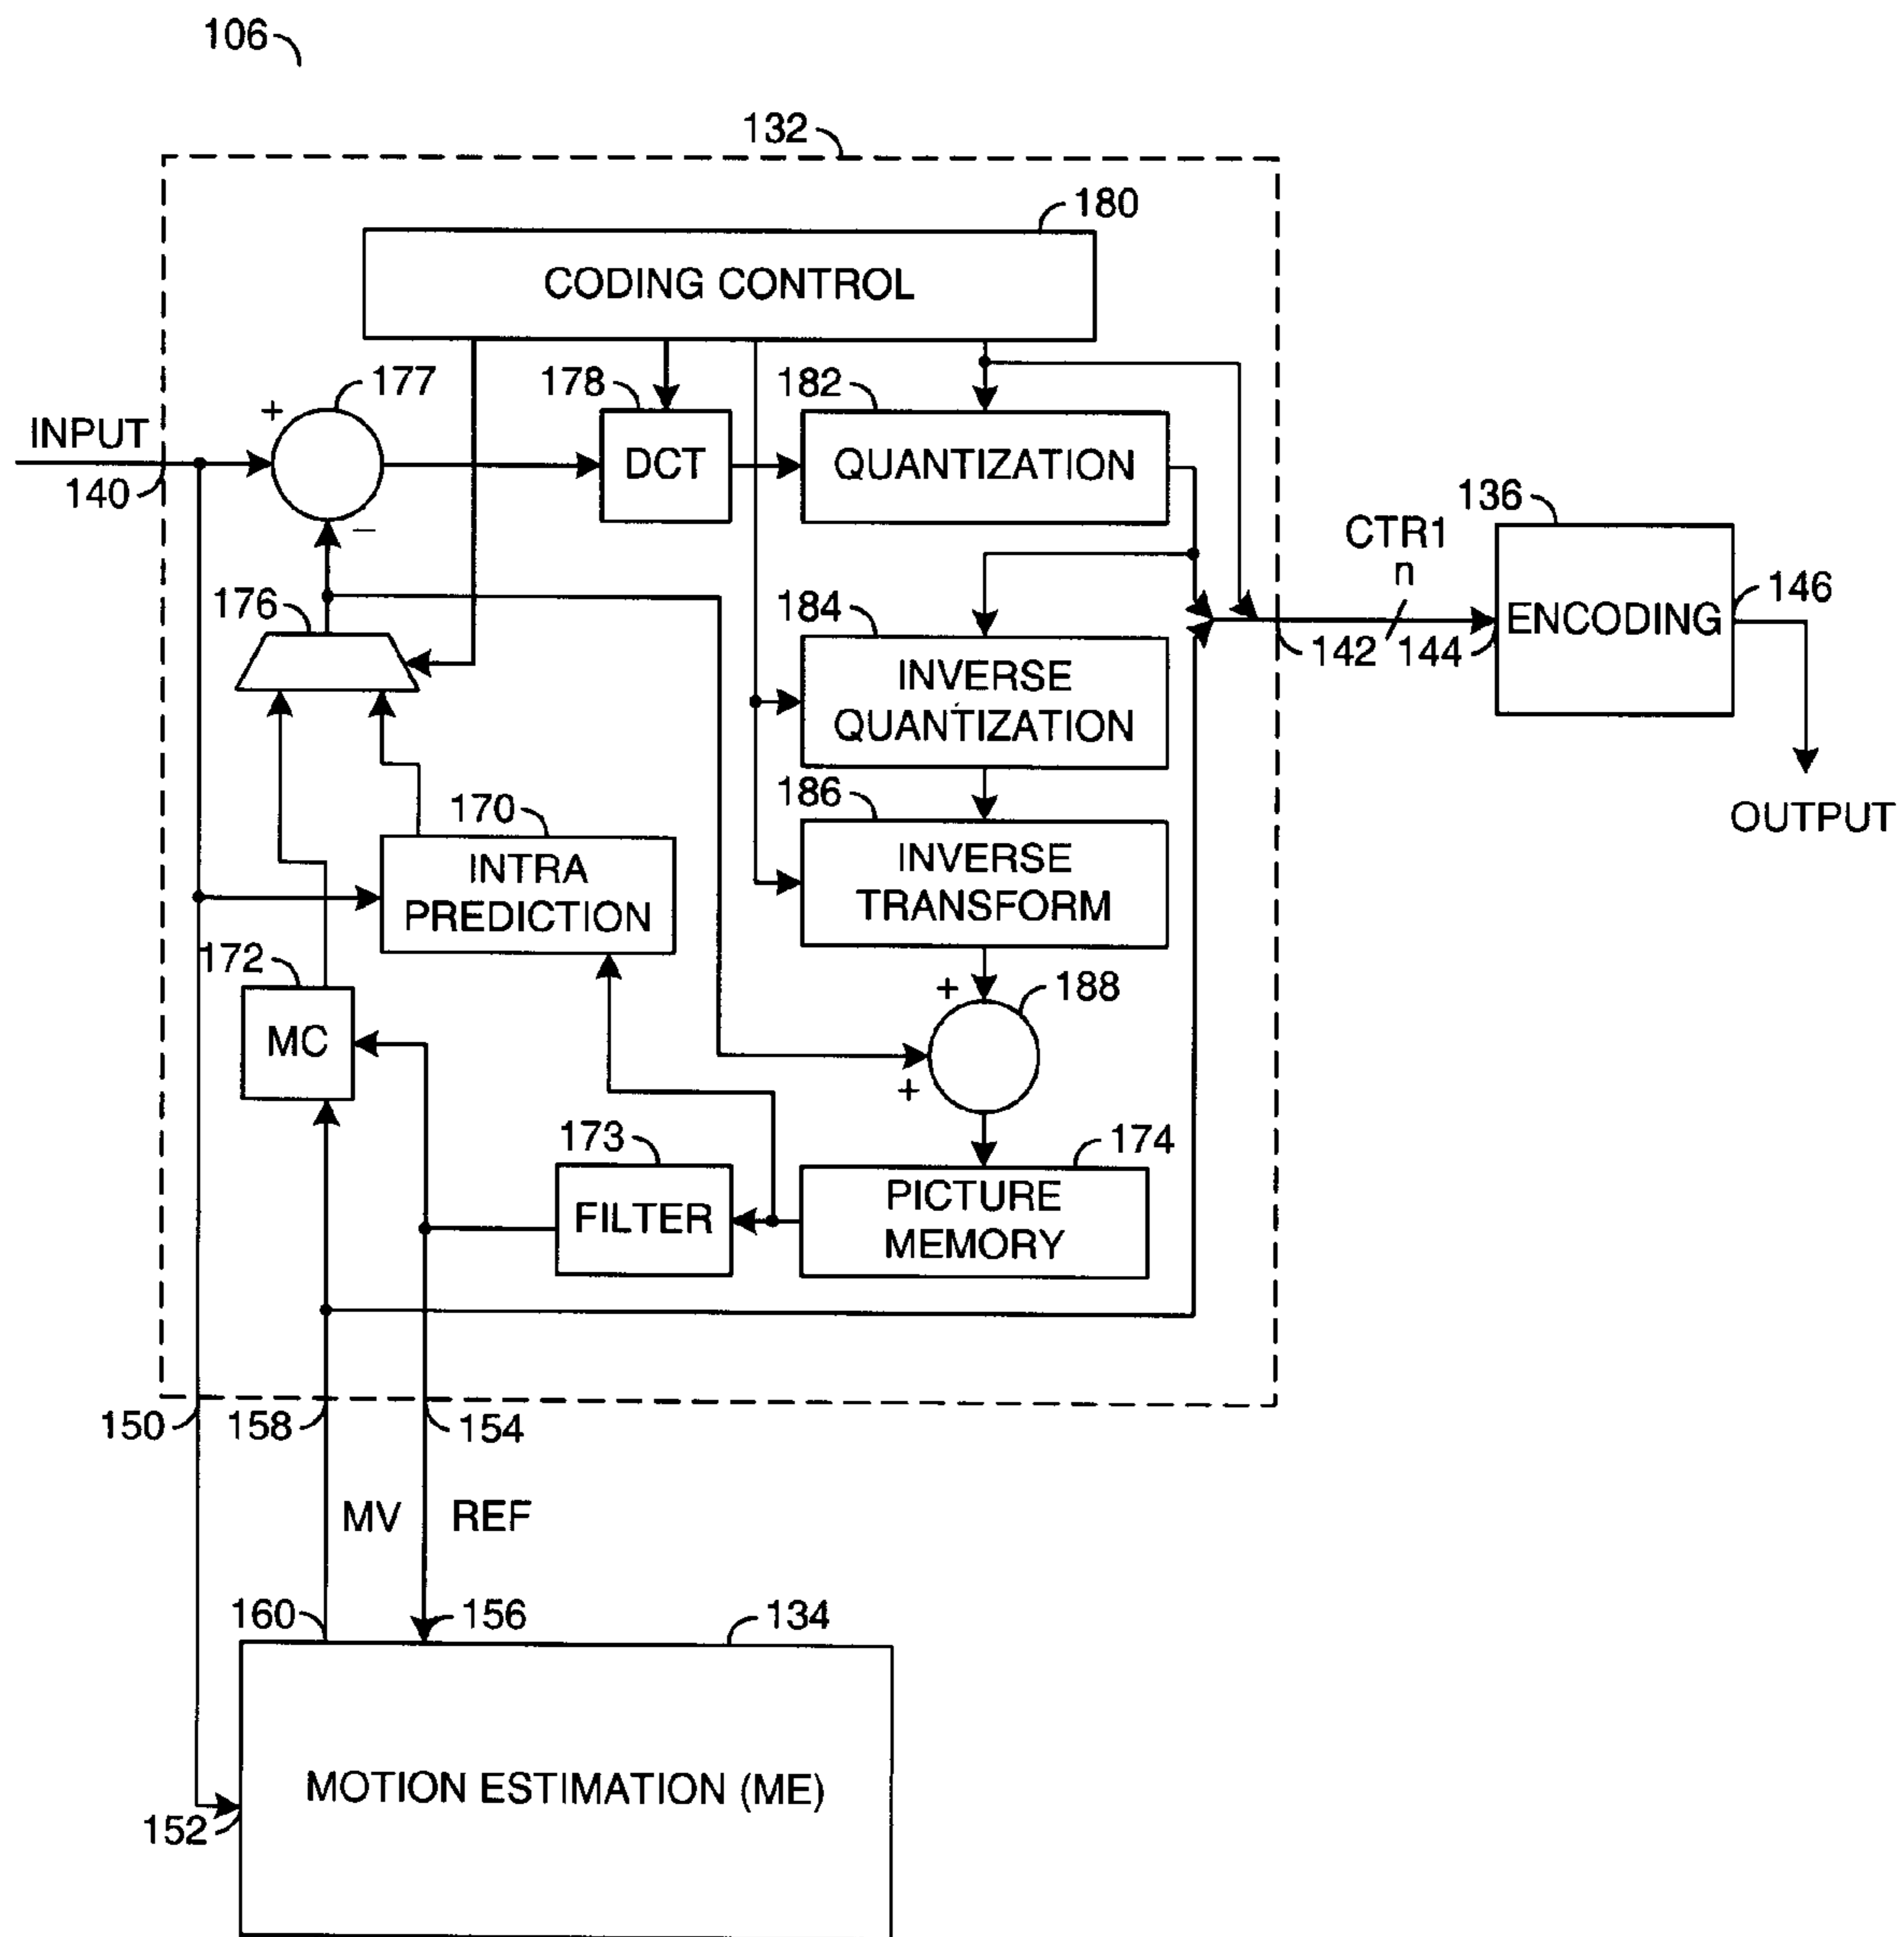 106
132
180
CODING CONTROL
177
178
182
+
INPUT
DCT
QUANTIZATION
140
136
−
CTR1
n
176
184
146
ENCODING
INVERSE
QUANTIZATION
142
144
170
186
OUTPUT
INTRA
PREDICTION
INVERSE
TRANSFORM
172
+
188
MC
+
173
174
FILTER
PICTURE
MEMORY
150
158
154
MV
REF
160
156
134
MOTION ESTIMATION (ME)
152